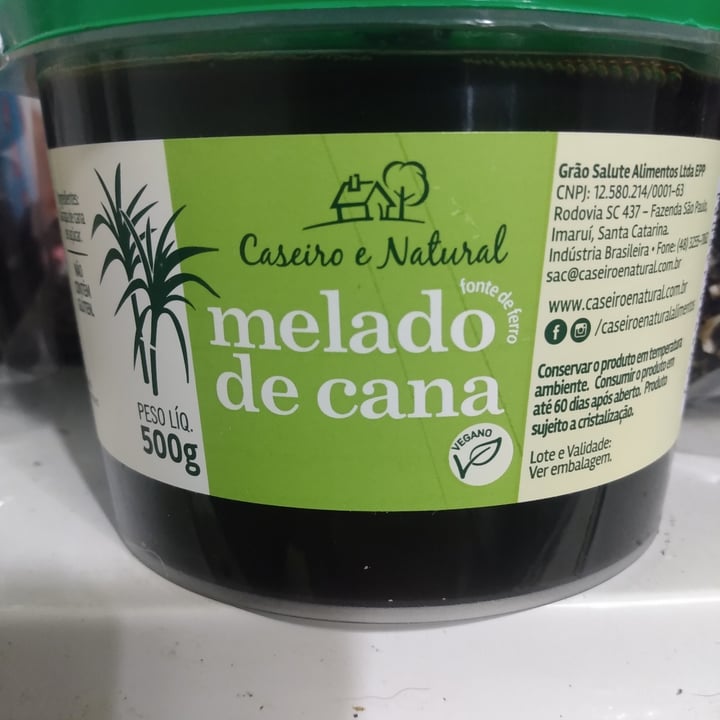 Caseiro e Natural
fonte de ferro
melado
de cana
VEGANO
PESO LÍQ.
500g
NÃO
Grão Salute Alimentos Ltda EPP
CNPJ: 12.580.214/0001-63
Rodovia SC 437 – Fazenda São Paulo,
Imaruí, Santa Catarina.
Indústria Brasileira • Fone: (48)
sac@caseiroenatural.com.br
www.caseiroenatural.com.br
/caseiroenaturalalimentos
Conservar o produto em temperatura
ambiente. Consumir o produto em
até 60 dias após aberto. Produto
sujeito a cristalização.
Lote e Validade:
Ver embalagem.